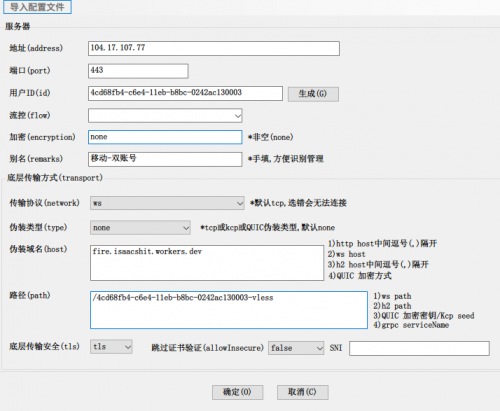 导入配置文件
服务器
地址(address) 104.17.107.77
端口(port) 443
用户ID(id) 4cd68fb4-c6e4-11eb-b8bc-0242ac130003 生成(G)
流控(flow)
加密(encryption) none *非空(none)
别名(remarks) 移动-双账号 *手填,方便识别管理
底层传输方式(transport)
传输协议(network) ws *默认tcp,选错会无法连接
伪装类型(type) none *tcp或kcp或QUIC伪装类型,默认none
伪装域名(host) fire.isaacshit.workers.dev
1)http host中间逗号(,)隔开
2)ws host
3)h2 host中间逗号(,)隔开
4)QUIC 加密方式
路径(path) /4cd68fb4-c6e4-11eb-b8bc-0242ac130003-vless
1)ws path
2)h2 path
3)QUIC 加密密钥/Kcp seed
4)grpc serviceName
底层传输安全(tls) tls 跳过证书验证(allowInsecure) false SNI
确定(O) 取消(C)